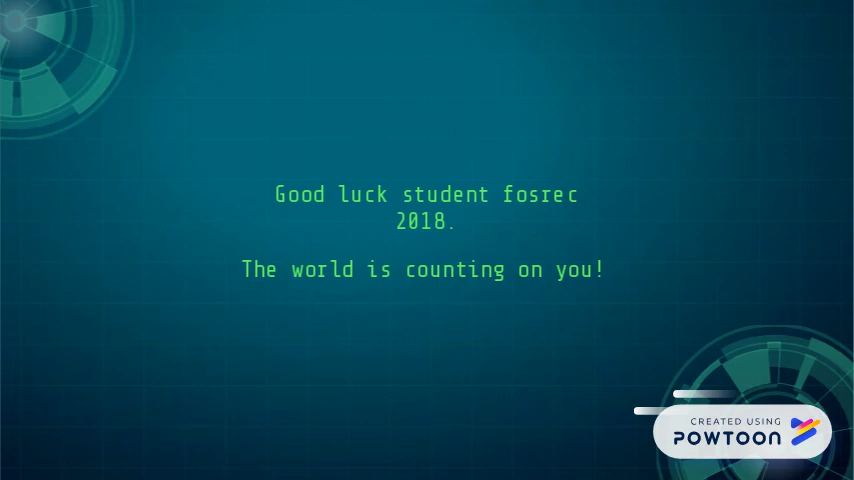 Good luck student fosrec
2018.
The world is counting on you!
CREATED USING
POWTOON